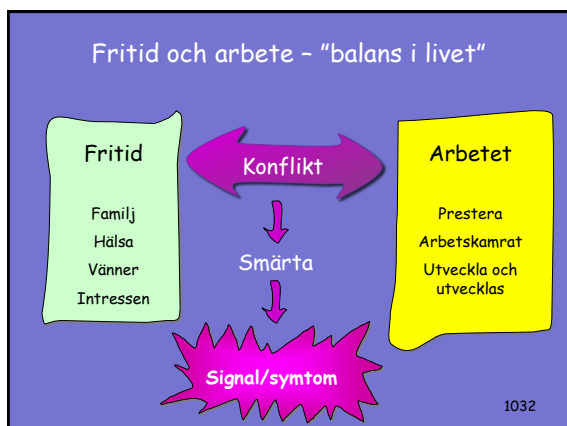 Fritid och arbete – ”balans i livet”
Fritid
Familj
Hälsa
Vänner
Intressen
Konflikt
Smärta
Signal/symtom
Arbetet
Prestera
Arbetskamrat
Utveckla och
utvecklas
1032